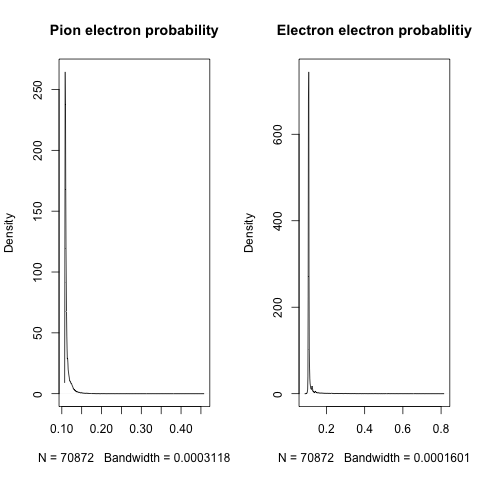 Pion electron probability
Density
0 50 100 150 200 250
0.10 0.20 0.30 0.40
N = 70872 Bandwidth = 0.0003118
Electron electron probablitiy
Density
0 200 400 600
0.2 0.4 0.6 0.8
N = 70872 Bandwidth = 0.0001601